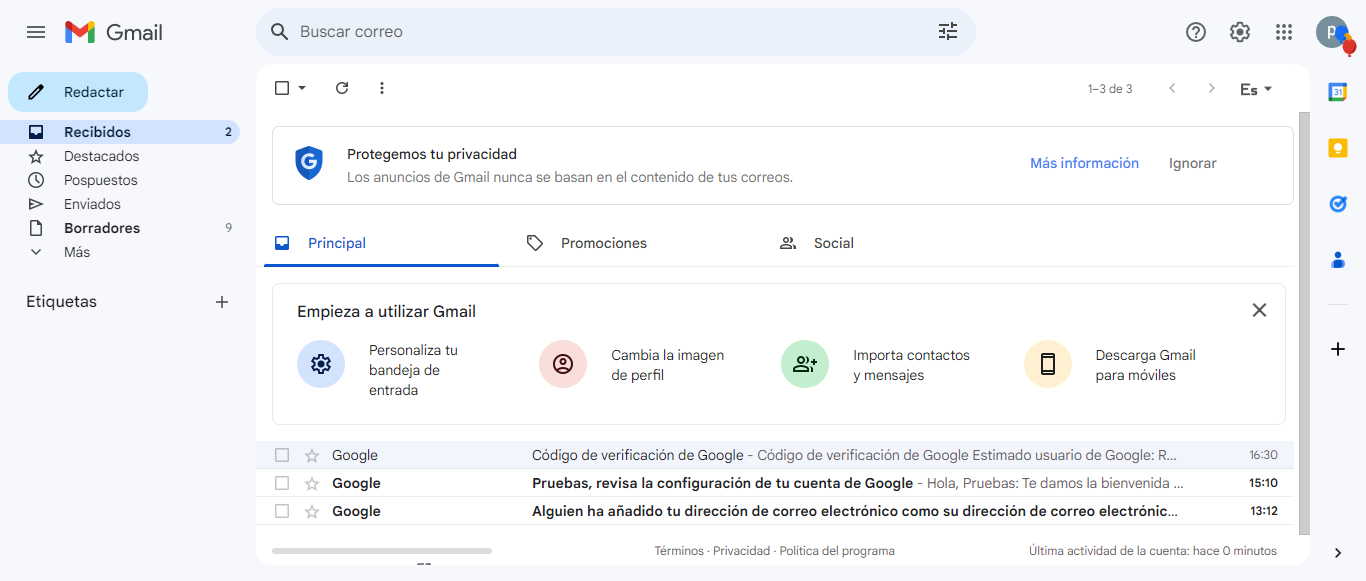 Gmail
Buscar correo
P
Redactar
1–3 de 3
Es
31
Recibidos 2
Destacados
Pospuestos
Enviados
Borradores 9
Más
Etiquetas
G
Protegemos tu privacidad
Los anuncios de Gmail nunca se basan en el contenido de tus correos.
Más información
Ignorar
Principal
Promociones
Social
Empieza a utilizar Gmail
Personaliza tu
bandeja de
entrada
Cambia la imagen
de perfil
Importa contactos
y mensajes
Descarga Gmail
para móviles
Google Código de verificación de Google - Código de verificación de Google Estimado usuario de Google: R... 16:30
Google Pruebas, revisa la configuración de tu cuenta de Google - Hola, Pruebas: Te damos la bienvenida ... 15:10
Google Alguien ha añadido tu dirección de correo electrónico como su dirección de correo electrónic... 13:12
Términos · Privacidad · Política del programa
Última actividad de la cuenta: hace 0 minutos